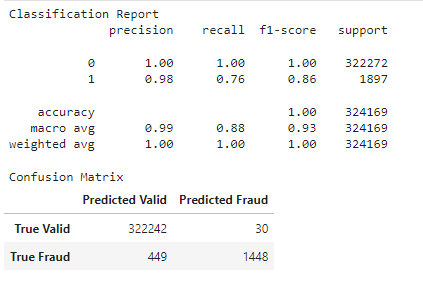 Classification Report
precision recall f1-score support
0 1.00 1.00 1.00 322272
1 0.98 0.76 0.86 1897
accuracy 1.00 324169
macro avg 0.99 0.88 0.93 324169
weighted avg 1.00 1.00 1.00 324169
Confusion Matrix
Predicted Valid Predicted Fraud
True Valid 322242 30
True Fraud 449 1448